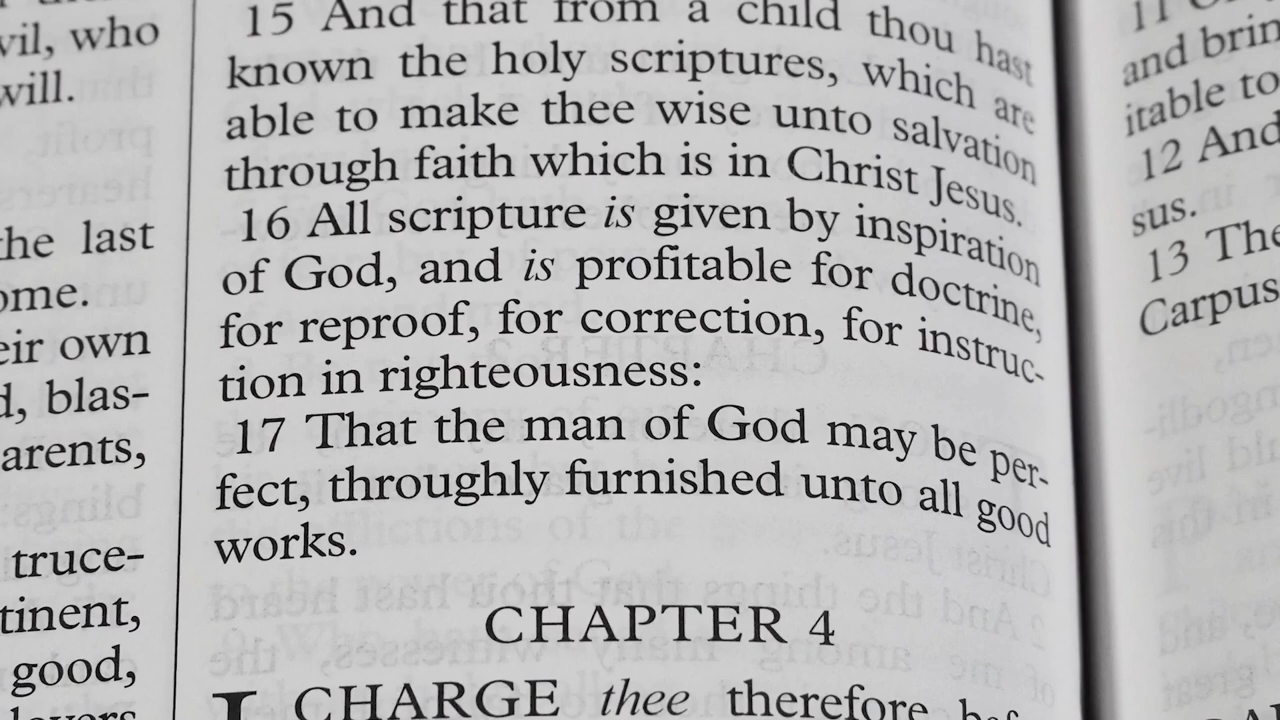 vil, who
will.
the last
ome.
eir own
d, blas-
arents,
truce-
tinent,
good,
lovers
15 And that from a child thou hast
known the holy scriptures, which are
able to make thee wise unto salvation
through faith which is in Christ Jesus.
16 All scripture is given by inspiration
of God, and is profitable for doctrine,
for reproof, for correction, for instruc-
tion in righteousness:
17 That the man of God may be per-
fect, throughly furnished unto all good
works.
CHAPTER 4
I CHARGE thee therefore bef
11
and brin
itable to
12 And
sus.
13 The
Carpus